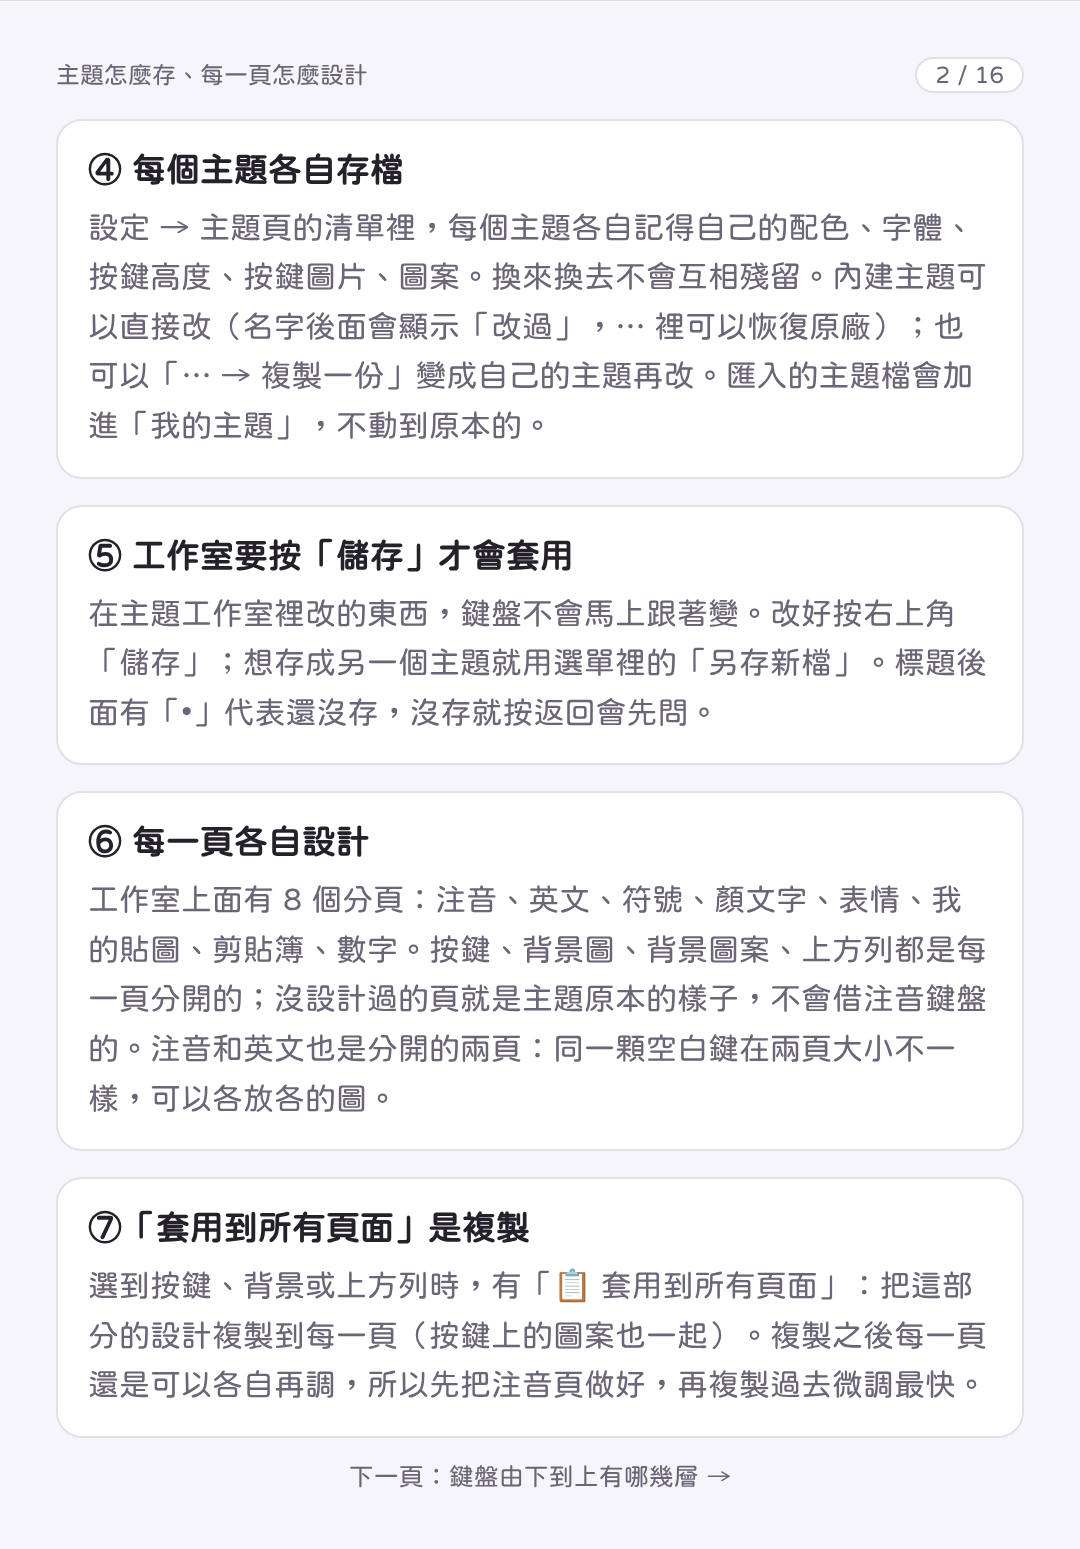 主題怎麼存、每一頁怎麼設計
2 / 16
④ 每個主題各自存檔
設定 → 主題頁的清單裡，每個主題各自記得自己的配色、字體、
按鍵高度、按鍵圖片、圖案。換來換去不會互相殘留。內建主題可
以直接改（名字後面會顯示「改過」，⋯ 裡可以恢復原廠）；也
可以「⋯ → 複製一份」變成自己的主題再改。匯入的主題檔會加
進「我的主題」，不動到原本的。
⑤ 工作室要按「儲存」才會套用
在主題工作室裡改的東西，鍵盤不會馬上跟著變。改好按右上角
「儲存」；想存成另一個主題就用選單裡的「另存新檔」。標題後
面有「•」代表還沒存，沒存就按返回會先問。
⑥ 每一頁各自設計
工作室上面有 8 個分頁：注音、英文、符號、顏文字、表情、我
的貼圖、剪貼簿、數字。按鍵、背景圖、背景圖案、上方列都是每
一頁分開的；沒設計過的頁就是主題原本的樣子，不會借注音鍵盤
的。注音和英文也是分開的兩頁：同一顆空白鍵在兩頁大小不一
樣，可以各放各的圖。
⑦「套用到所有頁面」是複製
選到按鍵、背景或上方列時，有「📋 套用到所有頁面」：把這部
分的設計複製到每一頁（按鍵上的圖案也一起）。複製之後每一頁
還是可以各自再調，所以先把注音頁做好，再複製過去微調最快。
下一頁：鍵盤由下到上有哪幾層 →